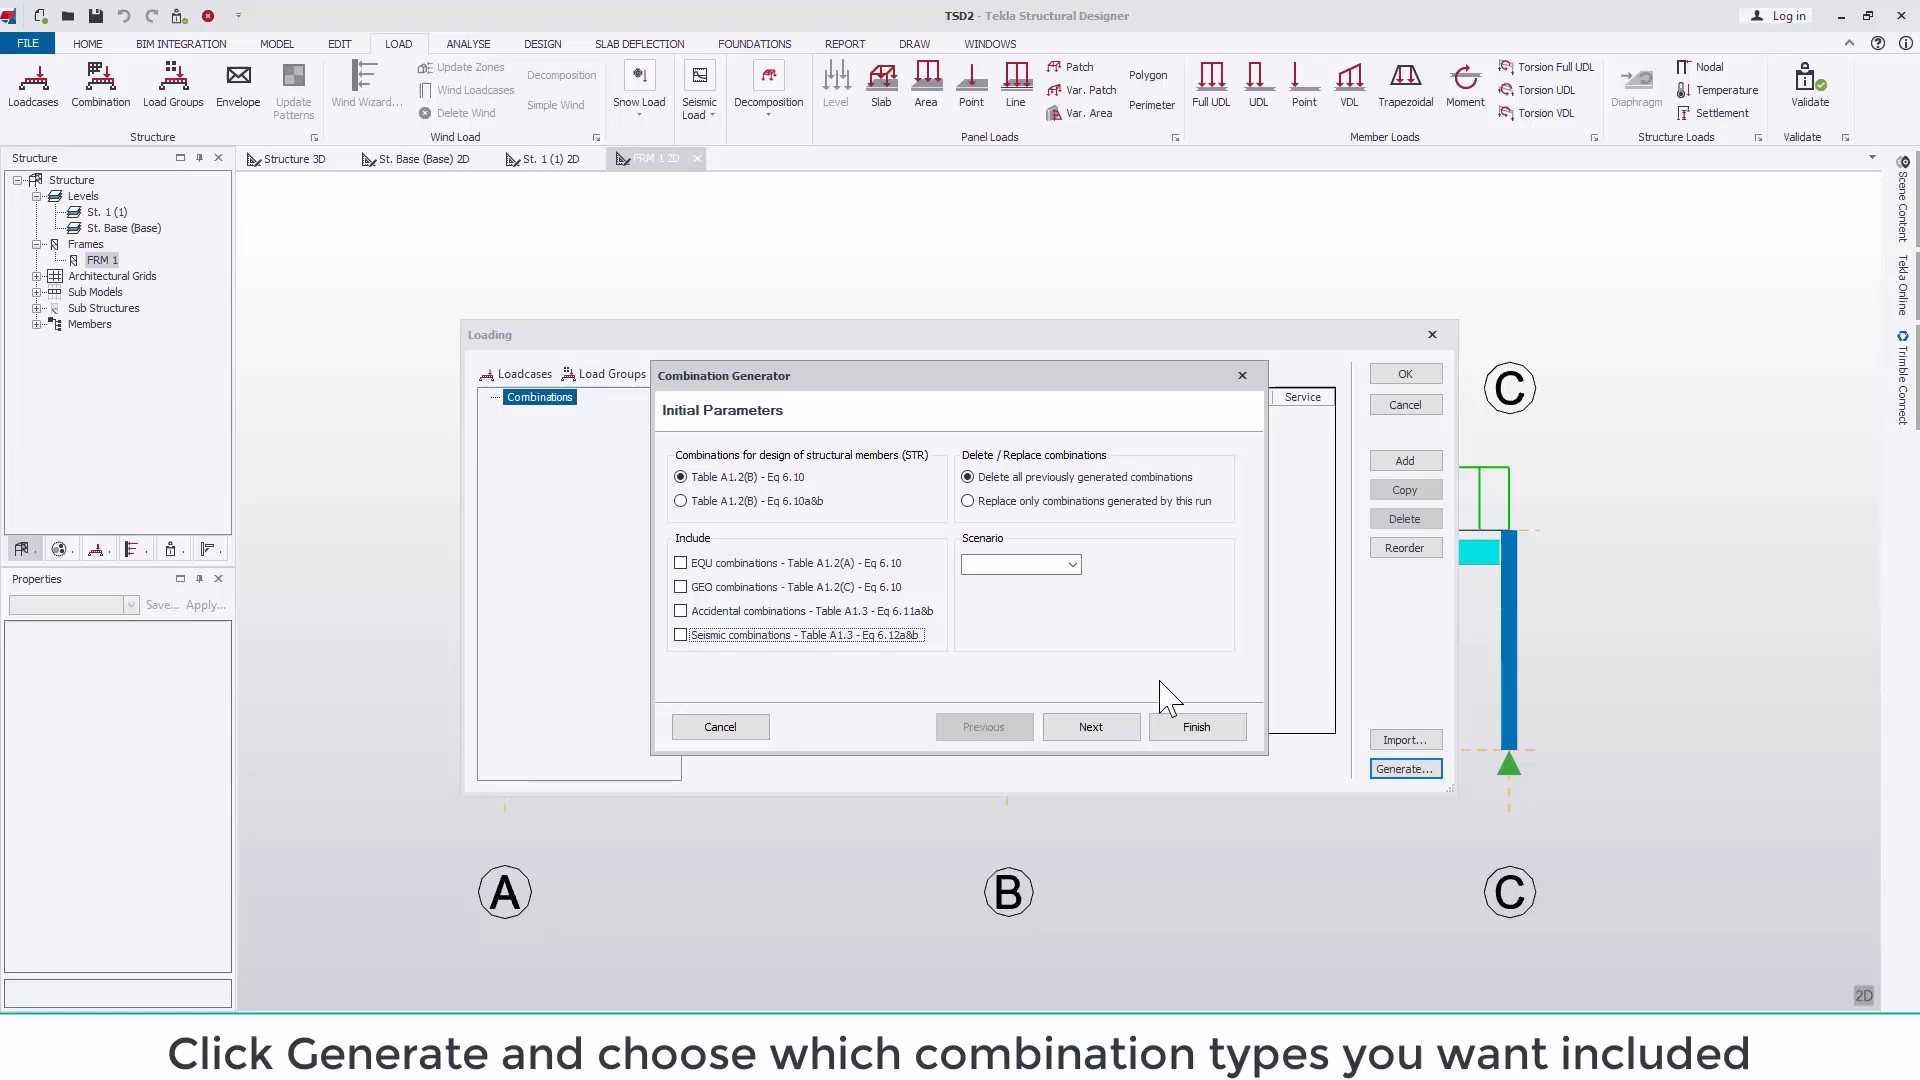 TSD2 - Tekla Structural Designer
Log in
FILE HOME BIM INTEGRATION MODEL EDIT LOAD ANALYSE DESIGN SLAB DEFLECTION FOUNDATIONS REPORT DRAW WINDOWS
Loadcases Combination Load Groups Envelope Update Patterns
Structure
Wind Wizard...
Update Zones
Wind Loadcases
Delete Wind
Decomposition
Simple Wind
Wind Load
Snow Load
Seismic Load
Decomposition
Level Slab Area Point Line
Patch
Var. Patch
Var. Area
Polygon
Perimeter
Panel Loads
Full UDL UDL Point VDL Trapezoidal Moment
Torsion Full UDL
Torsion UDL
Torsion VDL
Member Loads
Diaphragm
Nodal
Temperature
Settlement
Structure Loads
Validate
Validate
Structure
Structure 3D St. Base (Base) 2D St. 1 (1) 2D FRM 1 2D
Structure
Levels
St. 1 (1)
St. Base (Base)
Frames
FRM 1
Architectural Grids
Sub Models
Sub Structures
Members
Properties
Save... Apply...
Scene Content
Tekla Online
Trimble Connect
Loading
Loadcases Load Groups
Combinations
Service
OK
Cancel
Add
Copy
Delete
Reorder
Import...
Generate...
Combination Generator
Initial Parameters
Combinations for design of structural members (STR)
Table A1.2(B) - Eq 6.10
Table A1.2(B) - Eq 6.10a&b
Delete / Replace combinations
Delete all previously generated combinations
Replace only combinations generated by this run
Include
EQU combinations - Table A1.2(A) - Eq 6.10
GEO combinations - Table A1.2(C) - Eq 6.10
Accidental combinations - Table A1.3 - Eq 6.11a&b
Seismic combinations - Table A1.3 - Eq 6.12a&b
Scenario
Cancel Previous Next Finish
C
A B C
2D
Click Generate and choose which combination types you want included